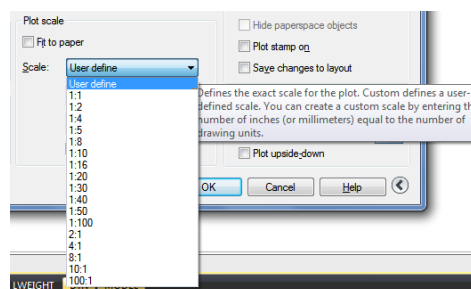 Plot scale
Fit to paper
Scale:
User define
User define
1:1
1:2
1:4
1:5
1:8
1:10
1:16
1:20
1:30
1:40
1:50
1:100
2:1
4:1
8:1
10:1
100:1
Hide paperspace objects
Plot stamp on
Save changes to layout
Defines the exact scale for the plot. Custom defines a user-
defined scale. You can create a custom scale by entering
number of inches (or millimeters) equal to the number of
drawing units.
Plot upside-down
OK
Cancel
Help
LWEIGHT